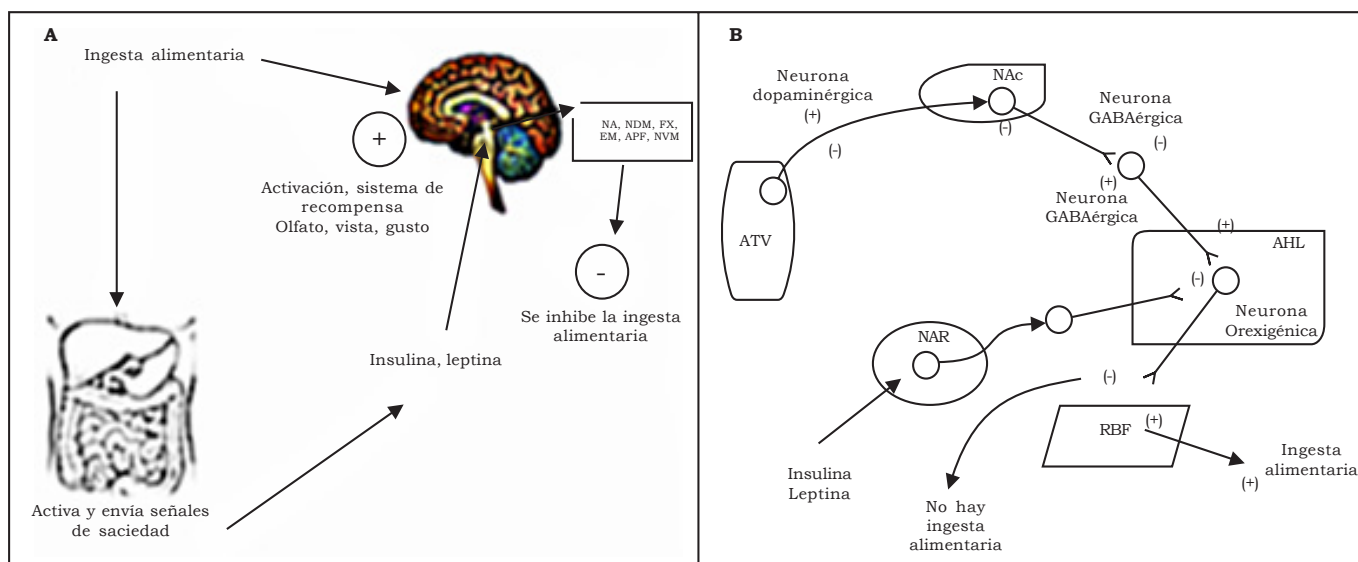 A
Ingesta alimentaria
NA, NDM, FX,
EM, APF, NVM
+
Activación, sistema de
recompensa
Olfato, vista, gusto
-
Se inhibe la ingesta
alimentaria
Insulina, leptina
Activa y envía señales
de saciedad
B
Neurona
dopaminérgica
(+)
(-)
NAc
(-)
Neurona
GABAérgica
(-)
(+)
Neurona
GABAérgica
ATV
(+)
AHL
(-)
Neurona
Orexigénica
NAR
(-)
RBF
(+)
Ingesta
alimentaria
(+)
Insulina
Leptina
No hay
ingesta
alimentaria